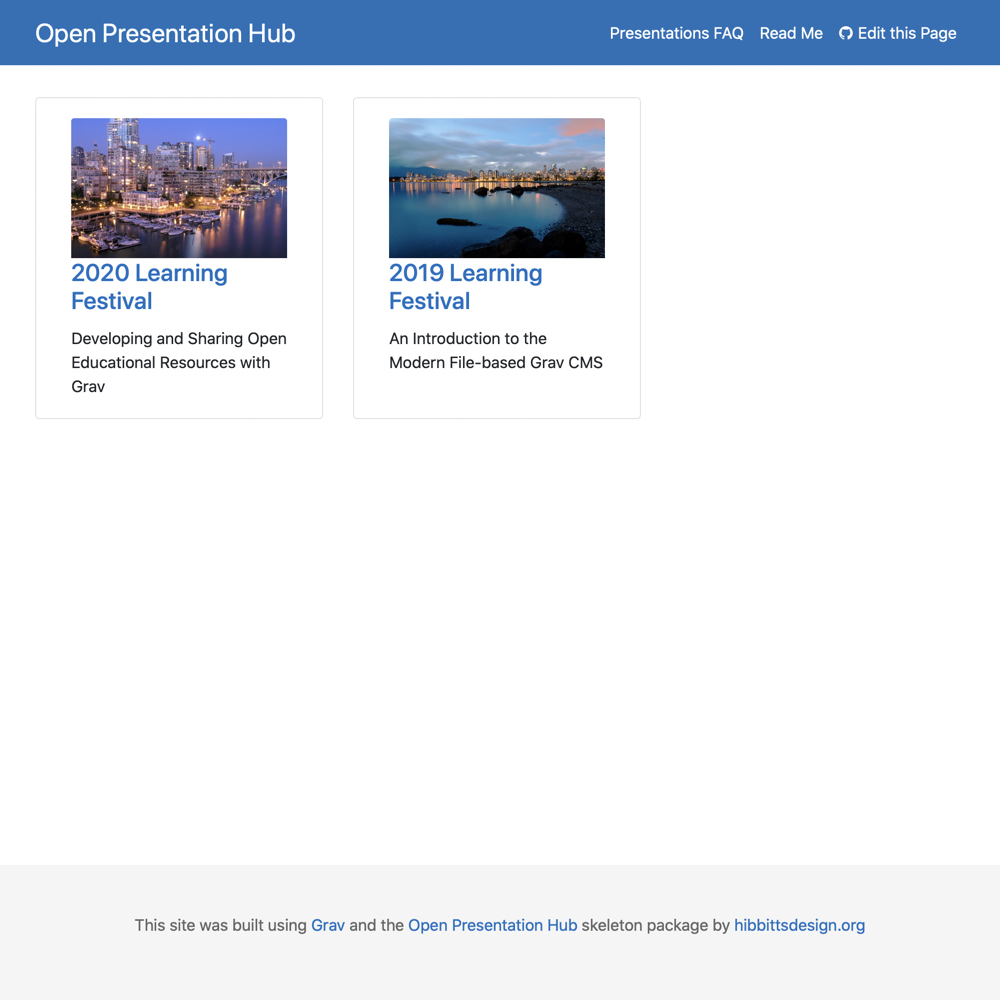 Open Presentation Hub
Presentations FAQ Read Me Edit this Page
2020 Learning
Festival
Developing and Sharing Open
Educational Resources with
Grav
2019 Learning
Festival
An Introduction to the
Modern File-based Grav CMS
This site was built using Grav and the Open Presentation Hub skeleton package by hibbittsdesign.org